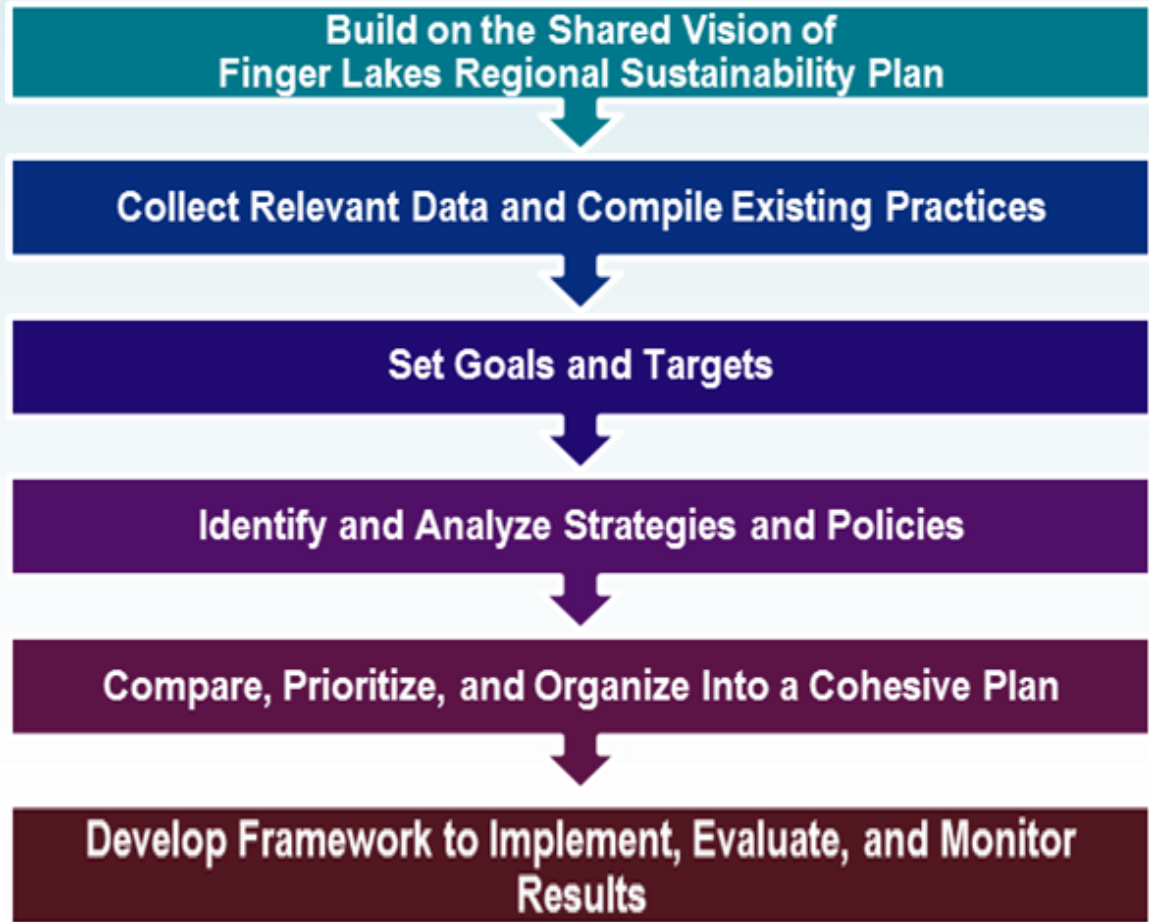 Build on the Shared Vision of
Finger Lakes Regional Sustainability Plan
Collect Relevant Data and Compile Existing Practices
Set Goals and Targets
Identify and Analyze Strategies and Policies
Compare, Prioritize, and Organize Into a Cohesive Plan
Develop Framework to Implement, Evaluate, and Monitor
Results